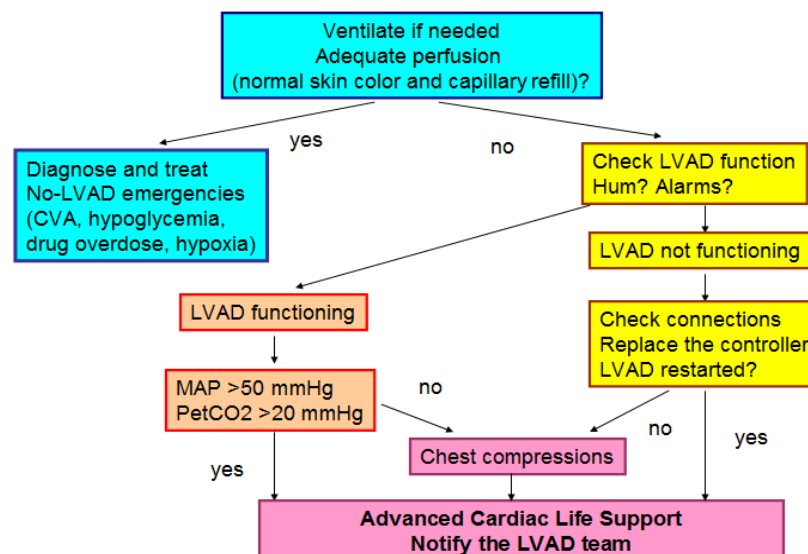 Ventilate if needed
Adequate perfusion
(normal skin color and capillary refill)?
yes
no
Diagnose and treat
No-LVAD emergencies
(CVA, hypoglycemia,
drug overdose, hypoxia)
Check LVAD function
Hum? Alarms?
LVAD not functioning
LVAD functioning
Check connections
Replace the controller
LVAD restarted?
MAP >50 mmHg
PetCO2 >20 mmHg
no
no
yes
yes
Chest compressions
Advanced Cardiac Life Support
Notify the LVAD team